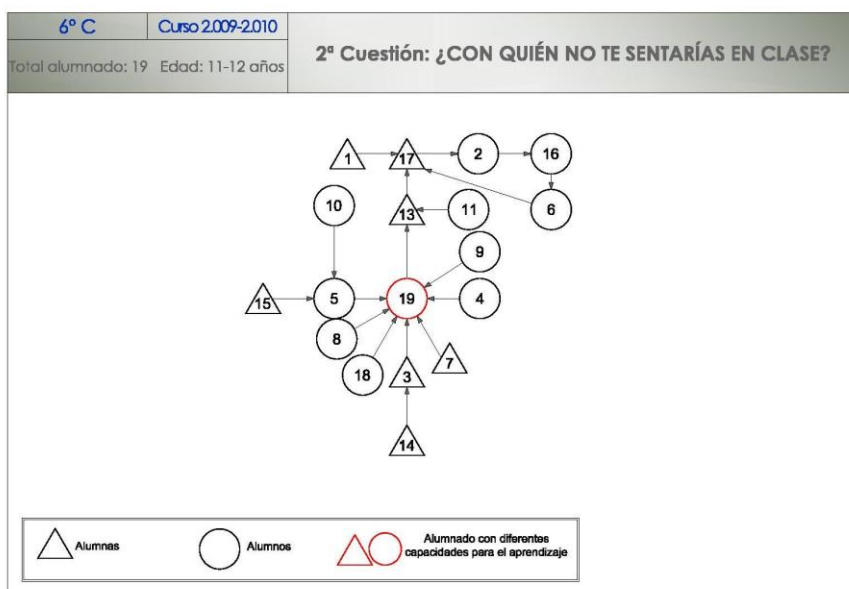 6º C
Curso 2.009-2.010
Total alumnado: 19
Edad: 11-12 años
2ª Cuestión: ¿CON QUIÉN NO TE SENTARÍAS EN CLASE?
1
17
2
16
10
13
11
6
9
15
5
19
4
8
18
3
7
14
Alumnas
Alumnos
Alumnado con diferentes
capacidades para el aprendizaje